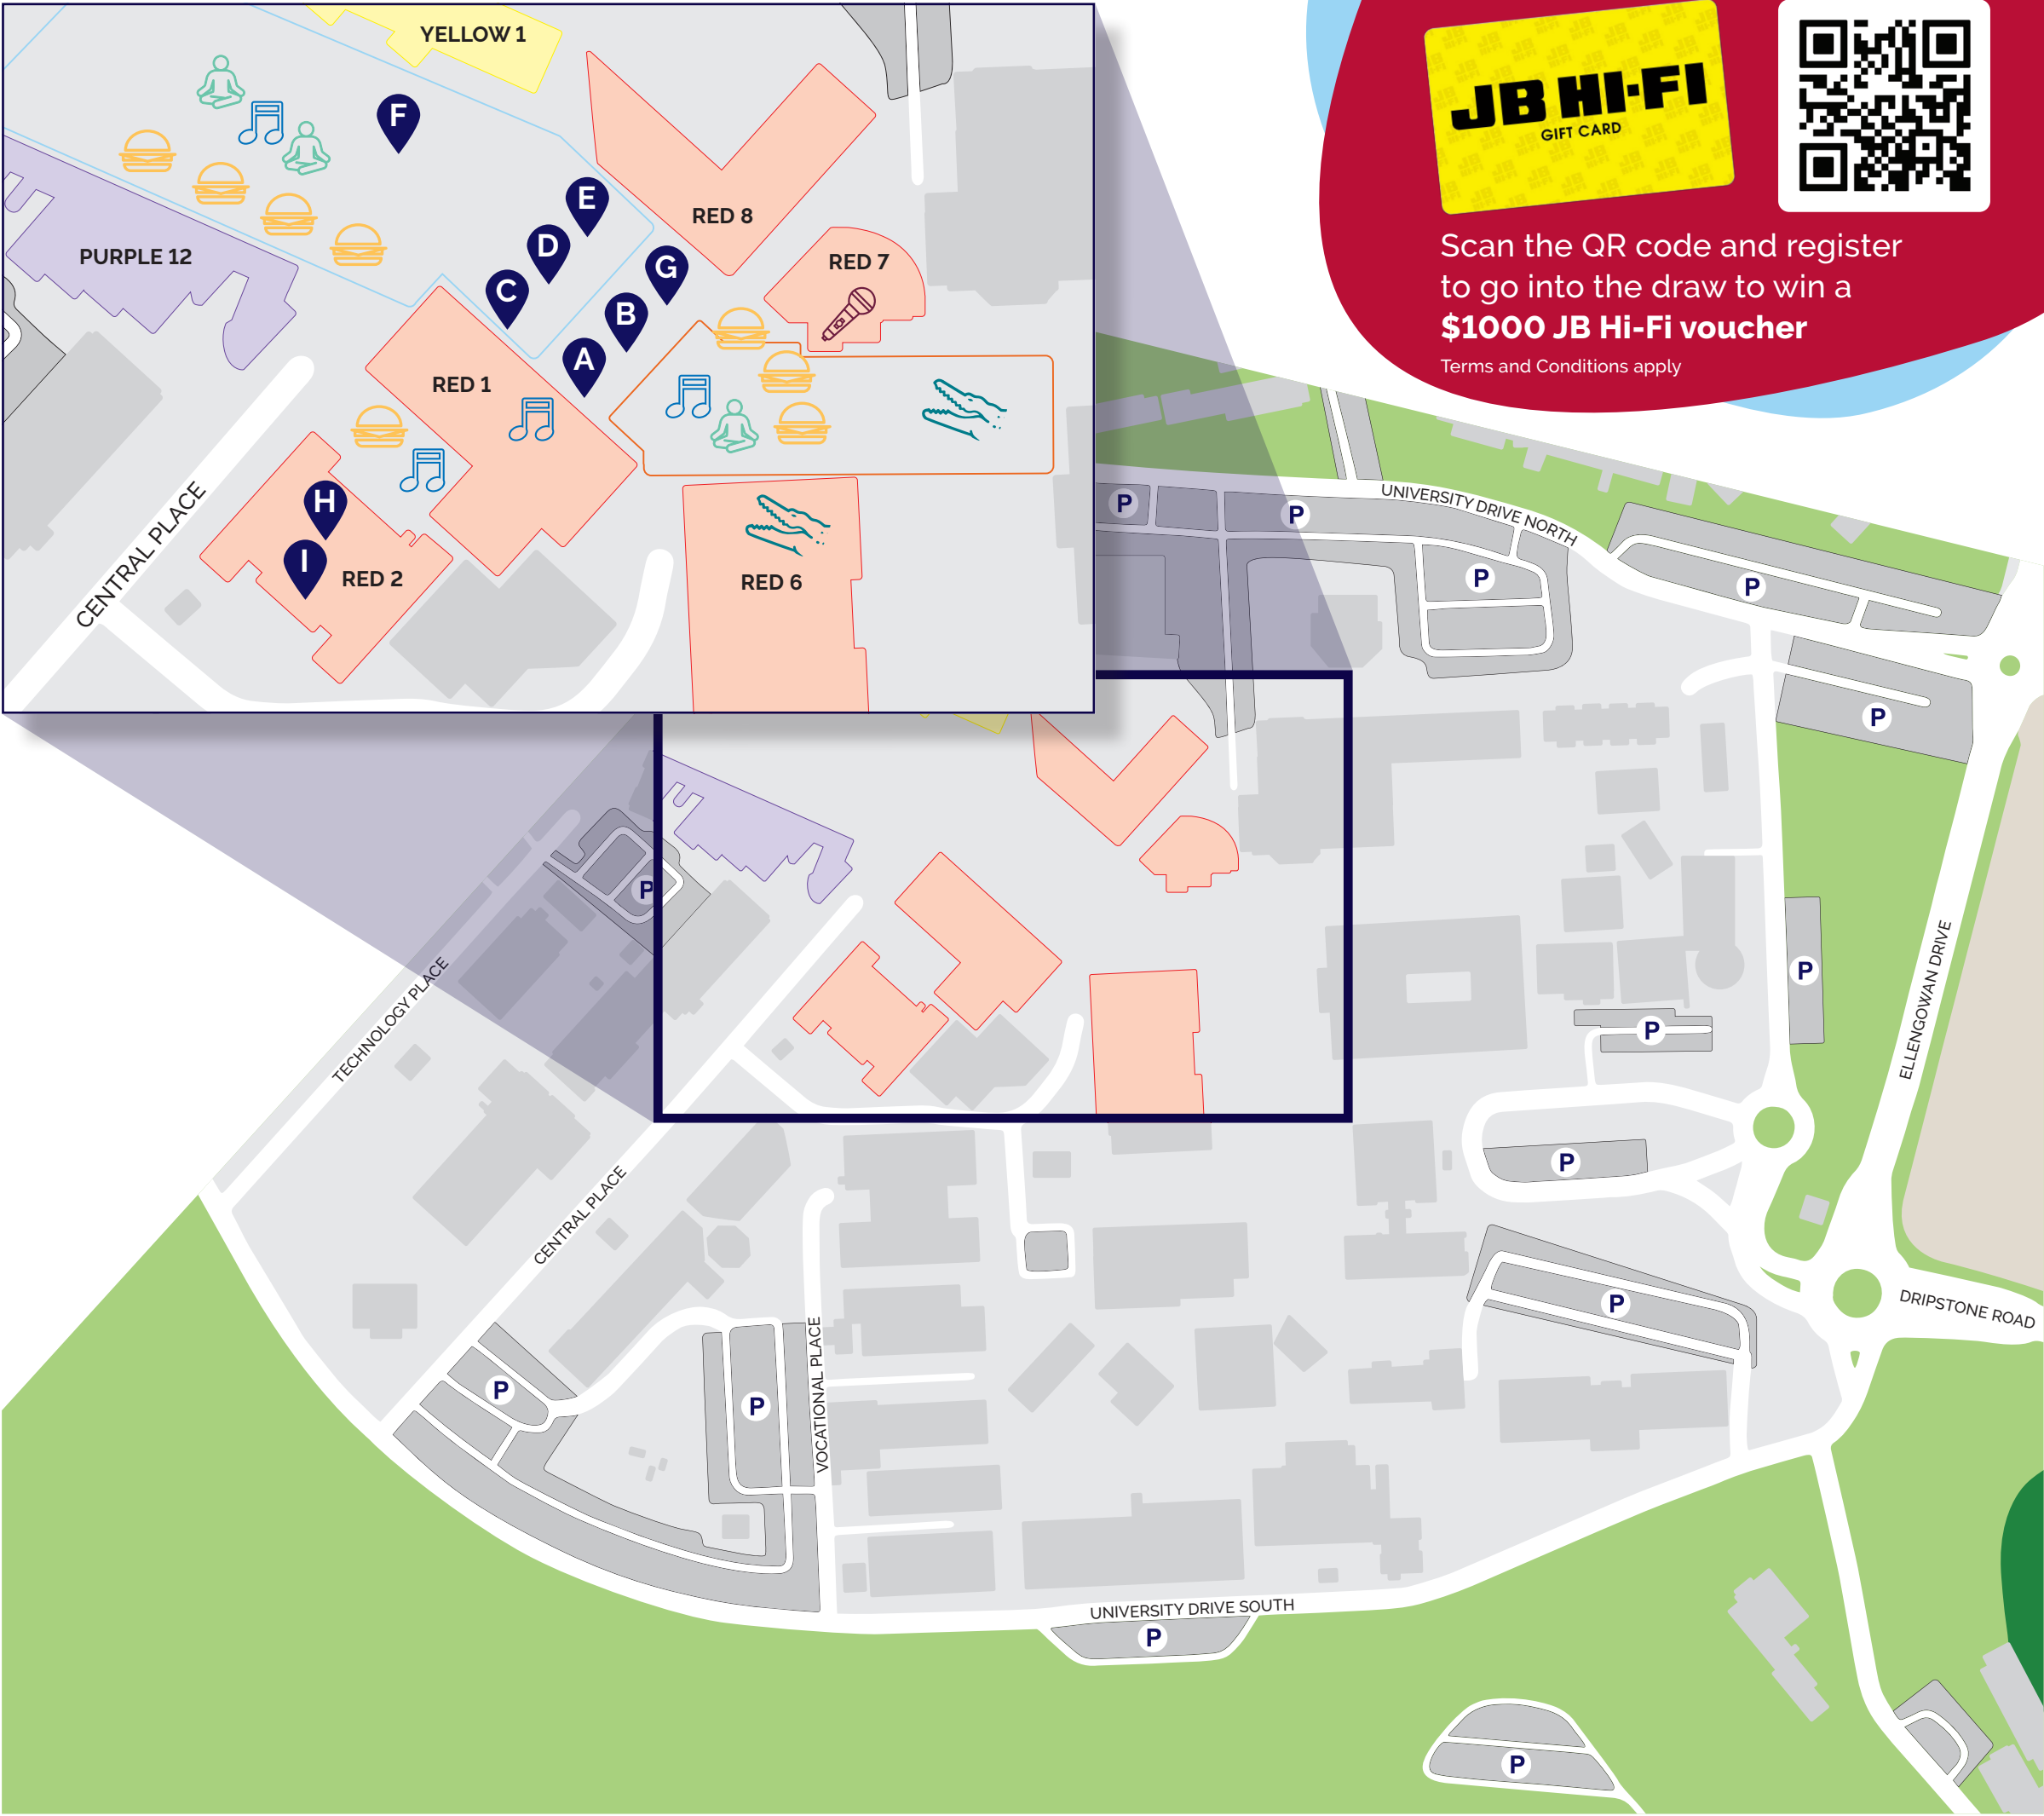 YELLOW 1
F
E
RED 8
D
PURPLE 12
G
RED 7
C
B
A
RED 1
H
CENTRAL PLACE
I
RED 2
RED 6
JB HI-FI
GIFT CARD
Scan the QR code and register
to go into the draw to win a
$1000 JB Hi-Fi voucher
Terms and Conditions apply
P
P
UNIVERSITY DRIVE NORTH
P
P
P
P
TECHNOLOGY PLACE
P
ELLENGOWAN DRIVE
P
P
CENTRAL PLACE
P
DRIPSTONE ROAD
VOCATIONAL PLACE
P
P
UNIVERSITY DRIVE SOUTH
P
P